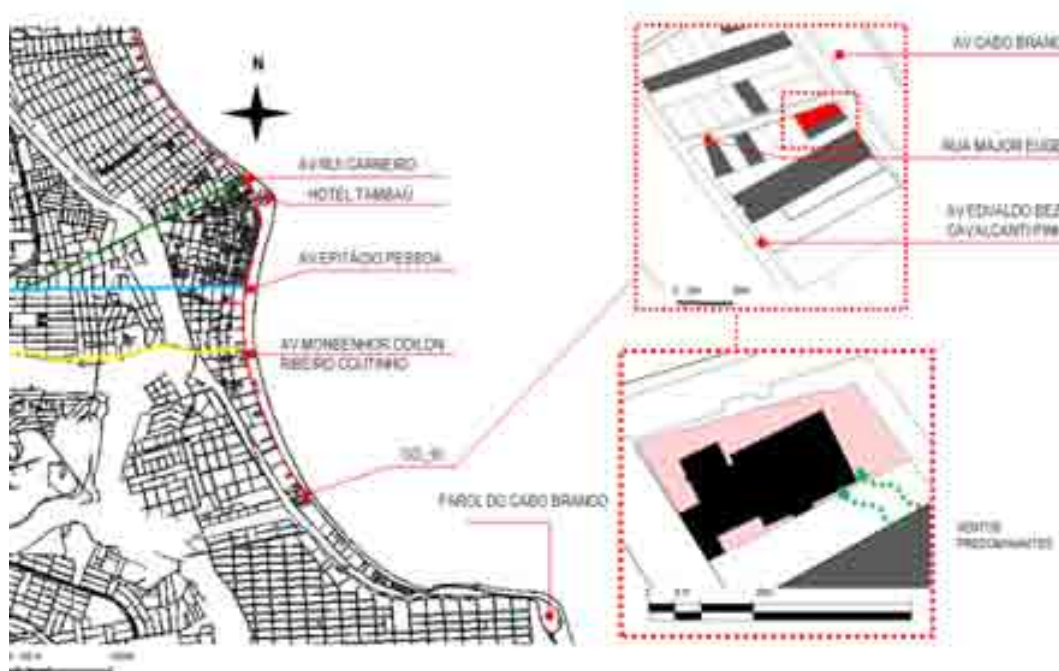 N
AV RUI CARNEIRO
HOTEL TAMBAÚ
AV EPITÁCIO PESSOA
AV MONSENHOR ODILON
RIBEIRO COUTINHO
FAROL DO CABO BRANCO
AV CABO BRAN
RUA MAJOR
AV EDVALDO
CAVALCANTI
VENTOS
PREDOMINANTES